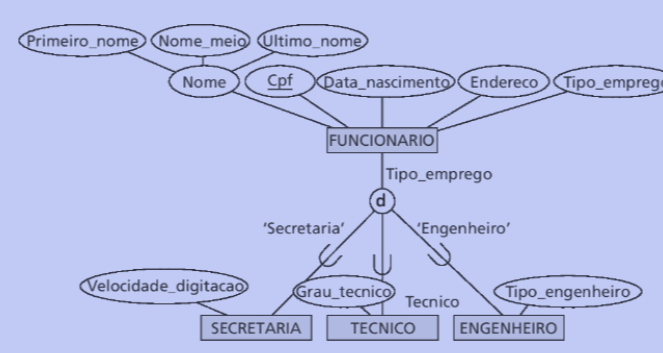 Primeiro_nome Nome_meio Ultimo_nome
Nome Cpf Data_nascimento Endereco Tipo_emprego
FUNCIONARIO
Tipo_emprego
d
'Secretaria' 'Engenheiro'
Velocidade_digitacao Grau_tecnico Tipo_engenheiro
Tecnico
SECRETARIA TECNICO ENGENHEIRO